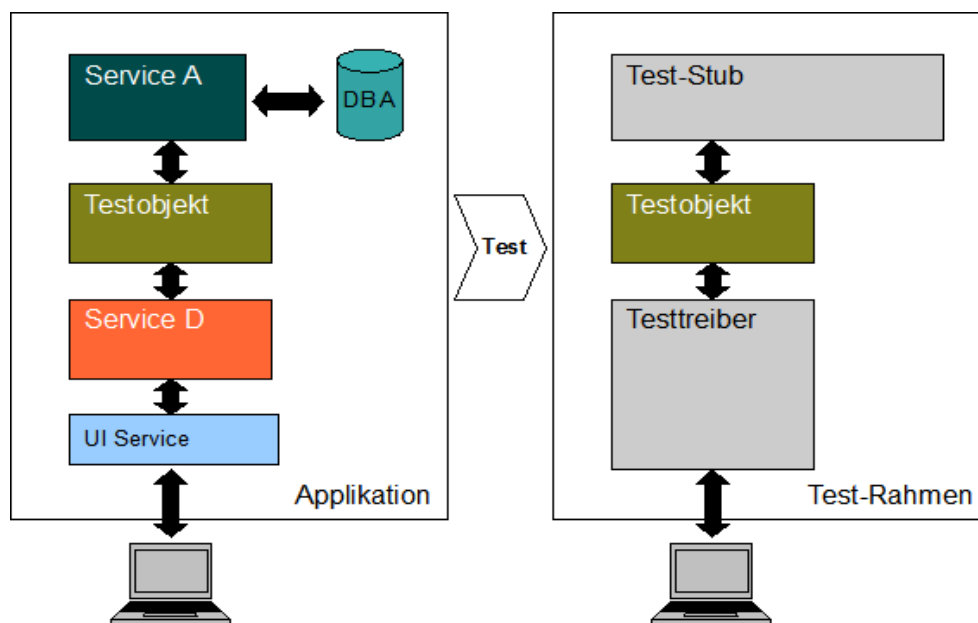 Service A
DBA
Testobjekt
Service D
UI Service
Applikation
Test
Test-Stub
Testobjekt
Testtreiber
Test-Rahmen